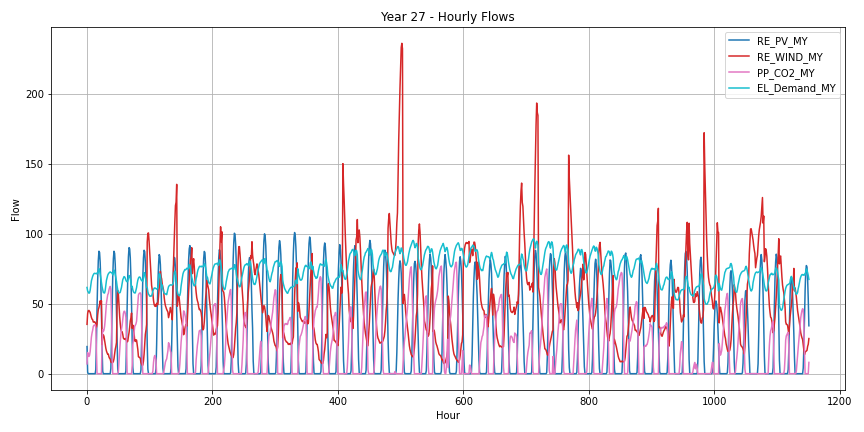 Year 27 - Hourly Flows
RE_PV_MY
RE_WIND_MY
PP_CO2_MY
EL_Demand_MY
Flow
200
150
100
50
0
0 200 400 600 800 1000 1200
Hour